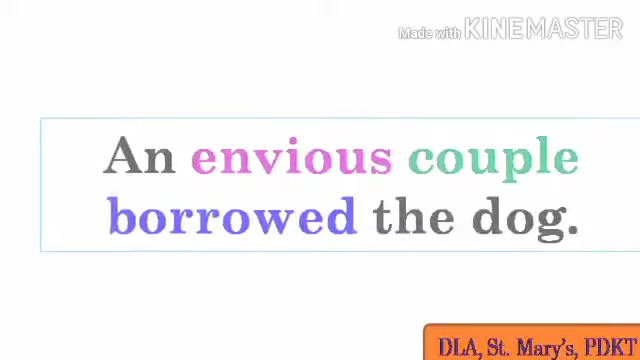 Made with KINEMASTER
An envious couple
borrowed the dog.
DLA, St. Mary's, PDKT